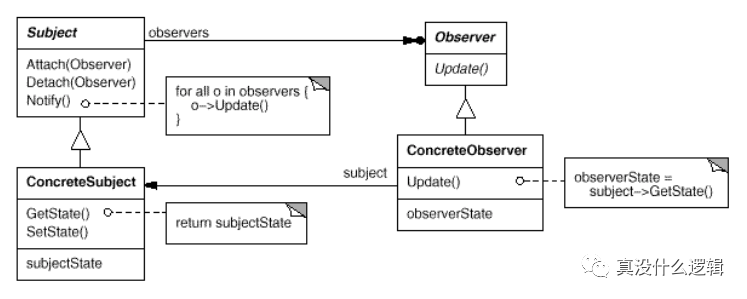 Subject
observers
Observer
Attach(Observer)
Detach(Observer)
Notify()
Update()
for all o in observers {
o->Update()
}
ConcreteSubject
GetState()
SetState()
subjectState
return subjectState
subject
ConcreteObserver
Update()
observerState
observerState =
subject->GetState()
真没什么逻辑